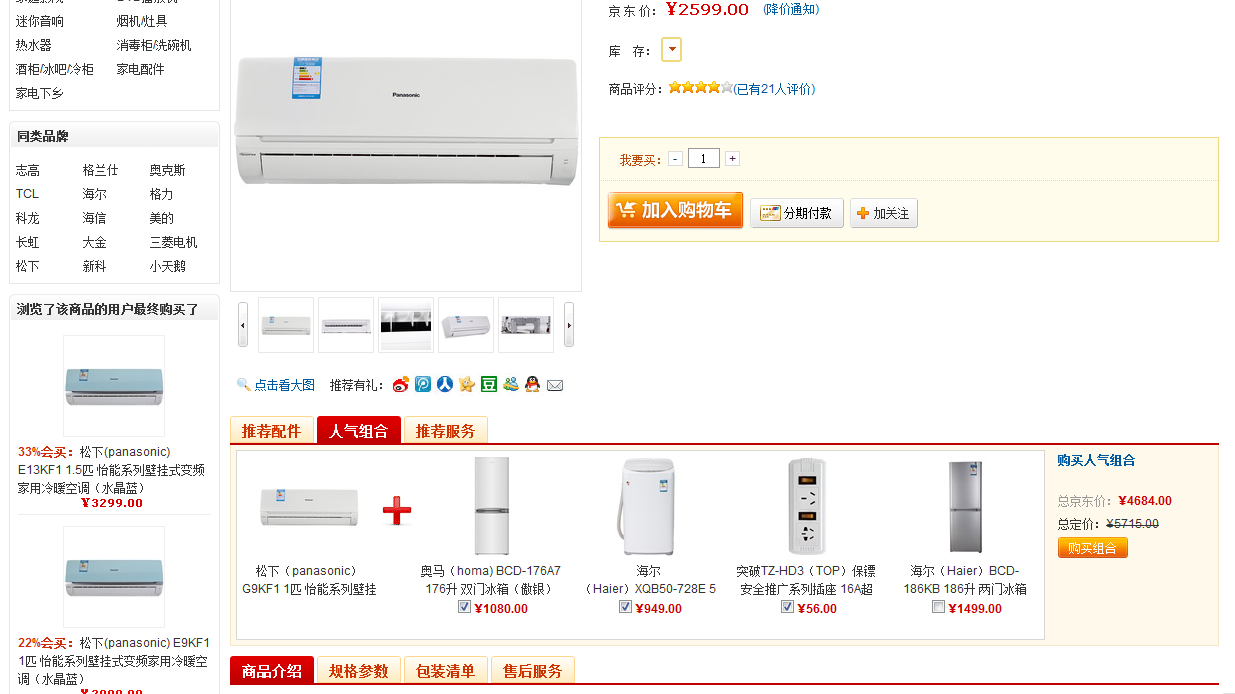 迷你音响 烟机/灶具
热水器 消毒柜/洗碗机
酒柜/冰吧/冷柜 家电配件
家电下乡
同类品牌
志高 格兰仕 奥克斯
TCL 海尔 格力
科龙 海信 美的
长虹 大金 三菱电机
松下 新科 小天鹅
浏览了该商品的用户最终购买了
33%会买：松下(panasonic)
E13KF1 1.5匹 怡能系列壁挂式变频
家用冷暖空调（水晶蓝）
¥3299.00
22%会买：松下(panasonic) E9KF1
1匹 怡能系列壁挂式变频家用冷暖空
调（水晶蓝）
Panasonic
京东价：¥2599.00 (降价通知)
库 存：
商品评分：(已有21人评价)
我要买： - 1 +
加入购物车 分期付款 加关注
点击看大图 推荐有礼：
豆
推荐配件 人气组合 推荐服务
松下（panasonic）
G9KF1 1匹 怡能系列壁挂
奥马（homa) BCD-176A7
176升 双门冰箱（傲银）
¥1080.00
海尔
（Haier）XQB50-728E 5
¥949.00
突破TZ-HD3（TOP）保镖
安全推广系列插座 16A超
¥56.00
海尔（Haier）BCD-
186KB 186升 两门冰箱
¥1499.00
购买人气组合
总京东价：¥4684.00
总定价：¥5715.00
购买组合
商品介绍 规格参数 包装清单 售后服务